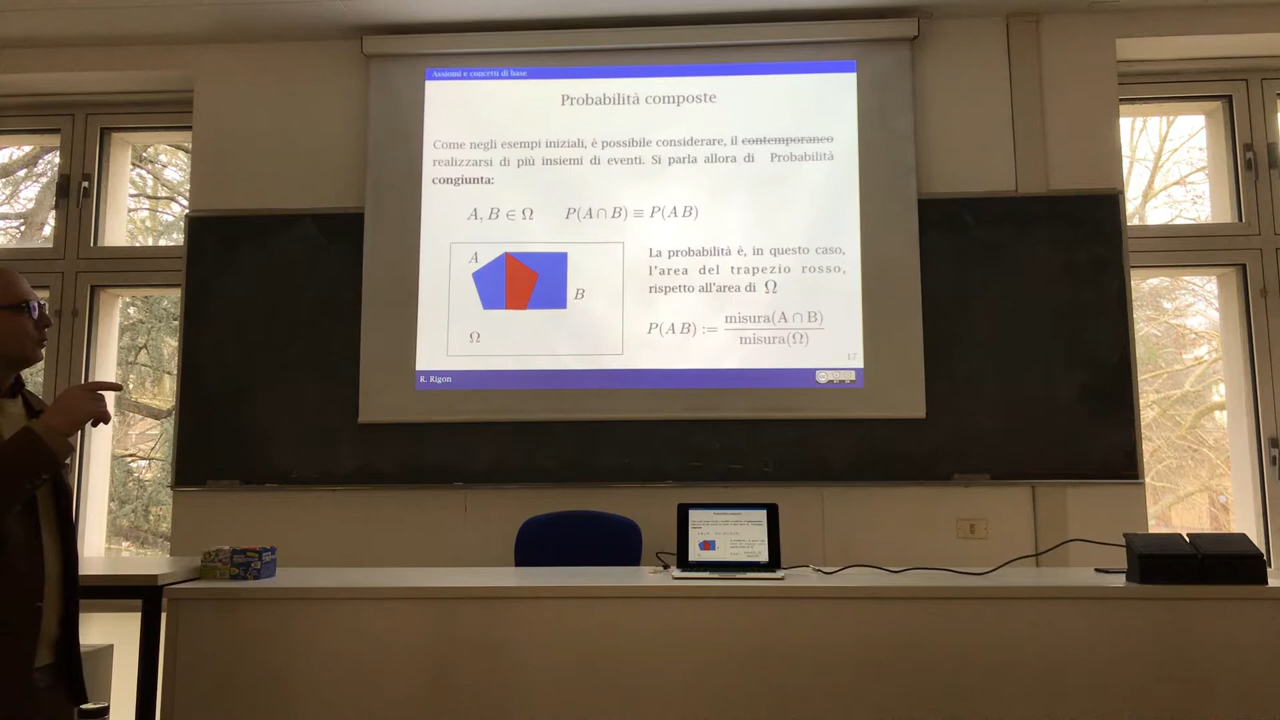 Assiomi e concetti di base
Probabilità composte
Come negli esempi iniziali, è possibile considerare, il contemporaneo
realizzarsi di più insiemi di eventi. Si parla allora di Probabilità
congiunta:
A, B ∈ Ω P(A ∩ B) ≡ P(A B)
A
B
Ω
La probabilità è, in questo caso,
l'area del trapezio rosso,
rispetto all'area di Ω
P(A B) := misura(A ∩ B)
misura(Ω)
17
R. Rigon